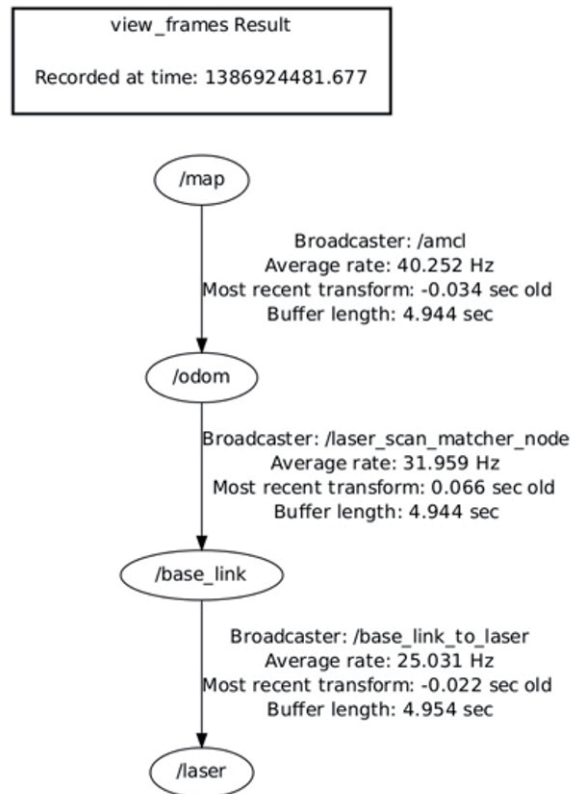 view_frames Result
Recorded at time: 1386924481.677
/map
Broadcaster: /amcl
Average rate: 40.252 Hz
Most recent transform: -0.034 sec old
Buffer length: 4.944 sec
/odom
Broadcaster: /laser_scan_matcher_node
Average rate: 31.959 Hz
Most recent transform: 0.066 sec old
Buffer length: 4.944 sec
/base_link
Broadcaster: /base_link_to_laser
Average rate: 25.031 Hz
Most recent transform: -0.022 sec old
Buffer length: 4.954 sec
/laser